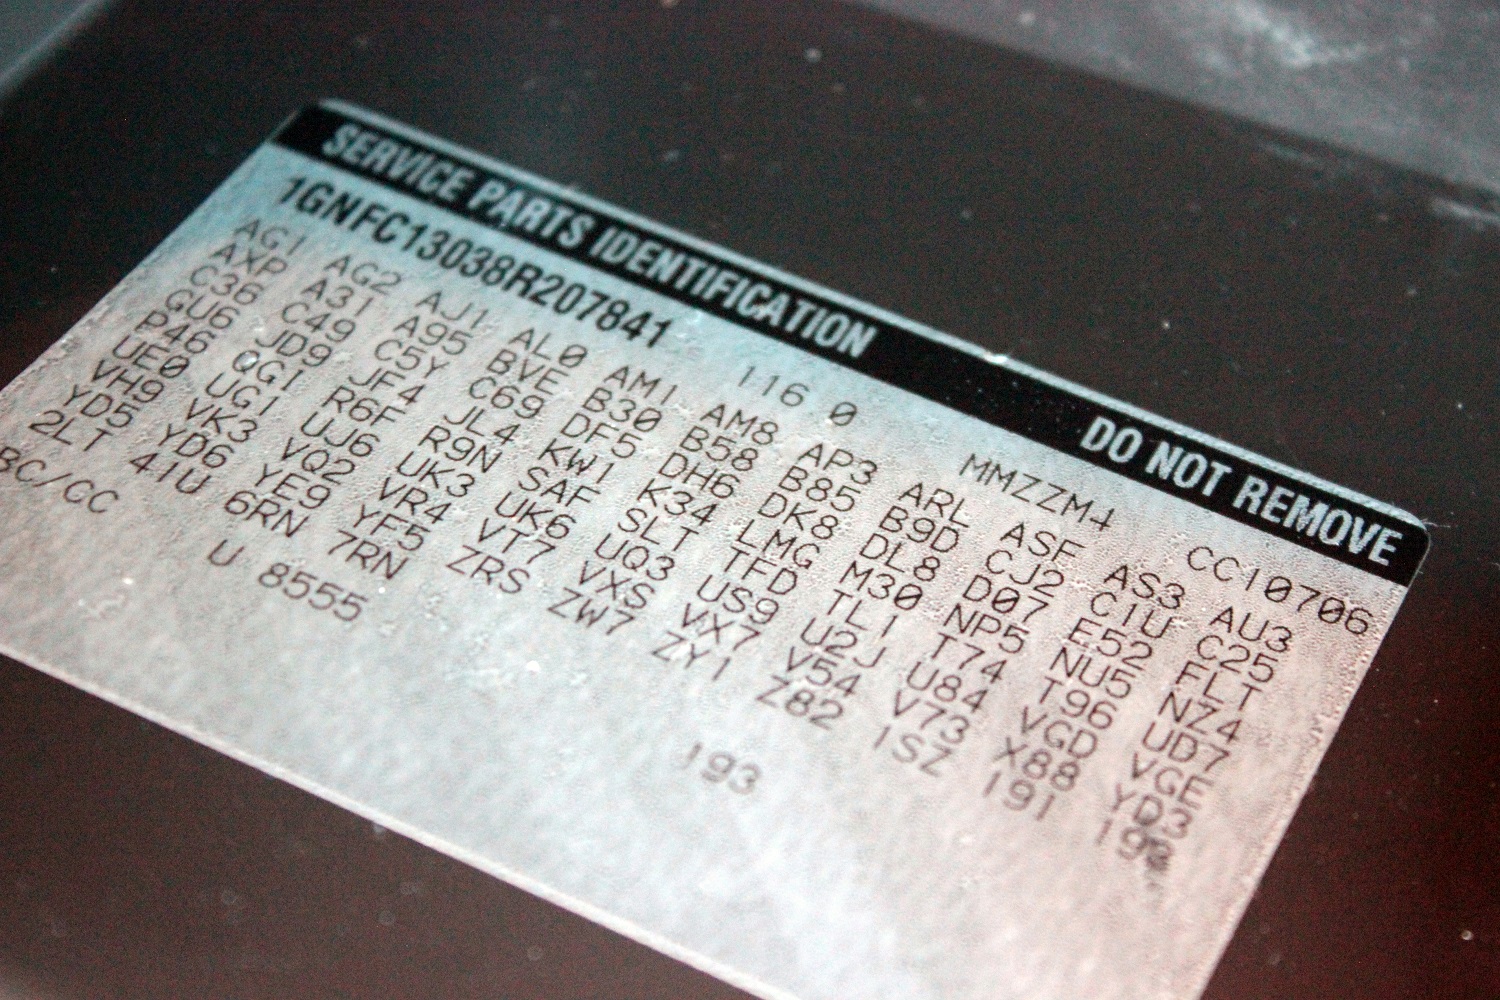 SERVICE PARTS IDENTIFICATION DO NOT REMOVE
1GNFC13038R207841 116.0 MMZZM4 CC10706
AG1 AG2 AJ1 AL0 AM1 AM8 AP3 ARL ASF AS3 AU3
AXP A31 A95 BVE B30 B58 B85 B9D CJ2 C1U C25
C36 C49 C5Y C69 DF5 DH6 DK8 DL8 D07 E52 FLT
GU6 JD9 JF4 JL4 KW1 K34 LMG M30 NP5 NU5 NZ4
P46 QG1 R6F R9N SAF SLT TFD TL1 T74 T96 UD7
UE0 UG1 UJ6 UK3 UK6 UQ3 US9 U2J U84 VGD VGE
VH9 VK3 VQ2 VR4 VT7 VXS VX7 V54 V73 X88 YD3
YD5 YD6 YE9 YF5 ZRS ZW7 ZY1 Z82 1SZ 191
2LT 41U 6RN 7RN
BC/CC U 8555 193